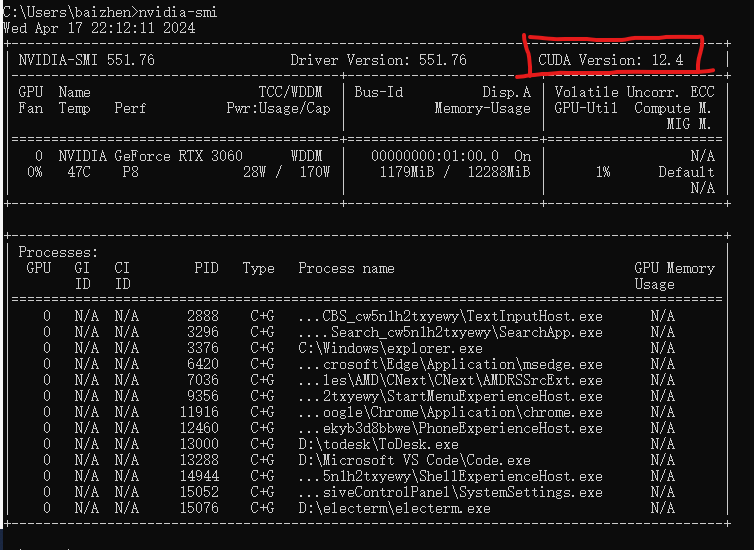 C:\Users\baizhen>nvidia-smi
Wed Apr 17 22:12:11 2024
NVIDIA-SMI 551.76 Driver Version: 551.76 CUDA Version: 12.4
GPU Name TCC/WDDM Bus-Id Disp.A Volatile Uncorr. ECC
Fan Temp Perf Pwr:Usage/Cap Memory-Usage GPU-Util Compute M.
MIG M.
0 NVIDIA GeForce RTX 3060 WDDM 00000000:01:00.0 On N/A
0% 47C P8 28W / 170W 1179MiB / 12288MiB 1% Default
N/A
Processes:
GPU GI CI PID Type Process name GPU Memory
ID ID Usage
0 N/A N/A 2888 C+G ...CBS_cw5n1h2txyewy\TextInputHost.exe N/A
0 N/A N/A 3296 C+G ....Search_cw5n1h2txyewy\SearchApp.exe N/A
0 N/A N/A 3376 C+G C:\Windows\explorer.exe N/A
0 N/A N/A 6420 C+G ...crosoft\Edge\Application\msedge.exe N/A
0 N/A N/A 7036 C+G ...les\AMD\CNext\CNext\AMDRSSrcExt.exe N/A
0 N/A N/A 9356 C+G ...2txyewy\StartMenuExperienceHost.exe N/A
0 N/A N/A 11916 C+G ...oogle\Chrome\Application\chrome.exe N/A
0 N/A N/A 12460 C+G ...ekyb3d8bbwe\PhoneExperienceHost.exe N/A
0 N/A N/A 13000 C+G D:\todesk\ToDesk.exe N/A
0 N/A N/A 13288 C+G D:\Microsoft VS Code\Code.exe N/A
0 N/A N/A 14944 C+G ...5n1h2txyewy\ShellExperienceHost.exe N/A
0 N/A N/A 15052 C+G ...siveControlPanel\SystemSettings.exe N/A
0 N/A N/A 15076 C+G D:\electerm\electerm.exe N/A